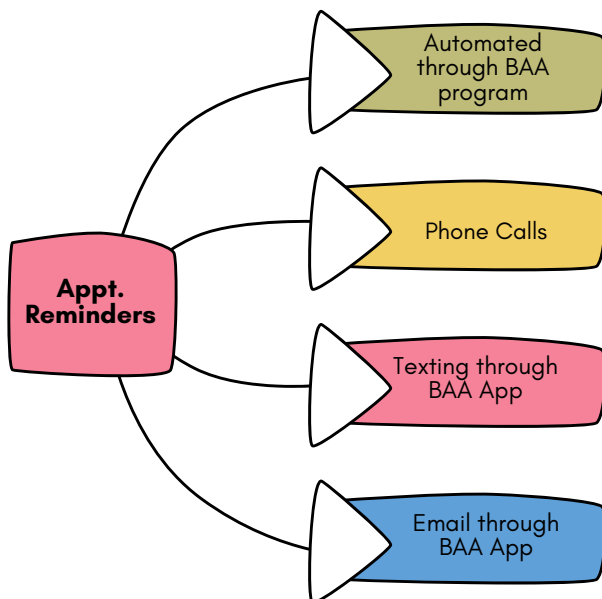 Automated
through BAA
program
Phone Calls
Appt.
Reminders
Texting through
BAA App
Email through
BAA App